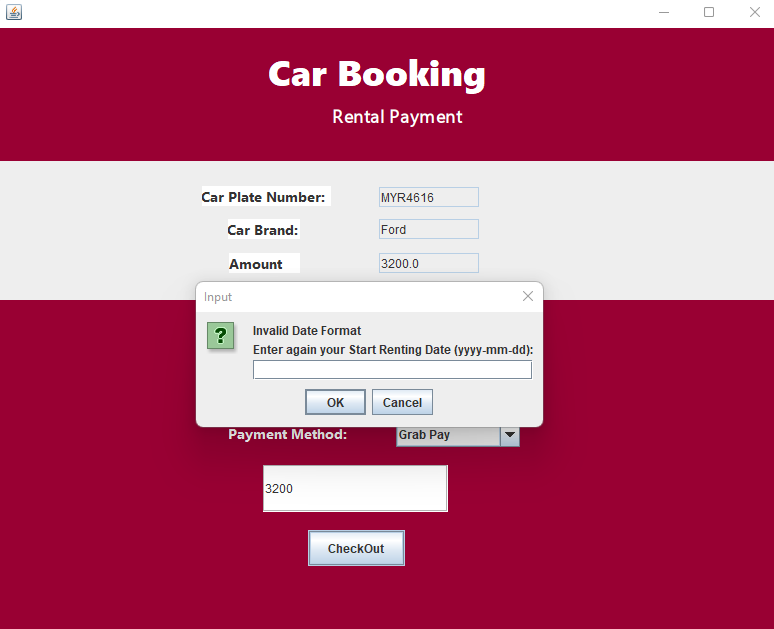 Car Booking
Rental Payment
Car Plate Number: MYR4616
Car Brand: Ford
Amount 3200.0
Input
?
Invalid Date Format
Enter again your Start Renting Date (yyyy-mm-dd):
OK Cancel
Payment Method: Grab Pay
3200
CheckOut